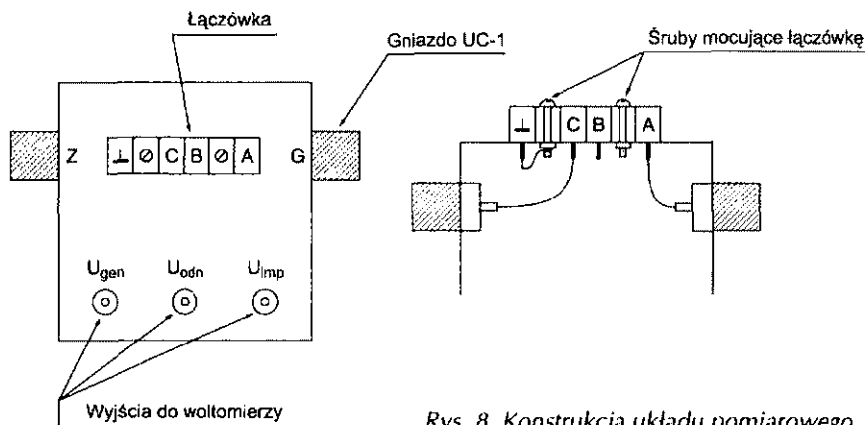 Łączówka
Gniazdo UC-1
Śruby mocujące łączówkę
Z ⊥ ∅ C B ∅ A G
⊥ C B A
Ugen Uodn Uimp
Wyjścia do woltomierzy
Rys. 8. Konstrukcja układu pomiarowego